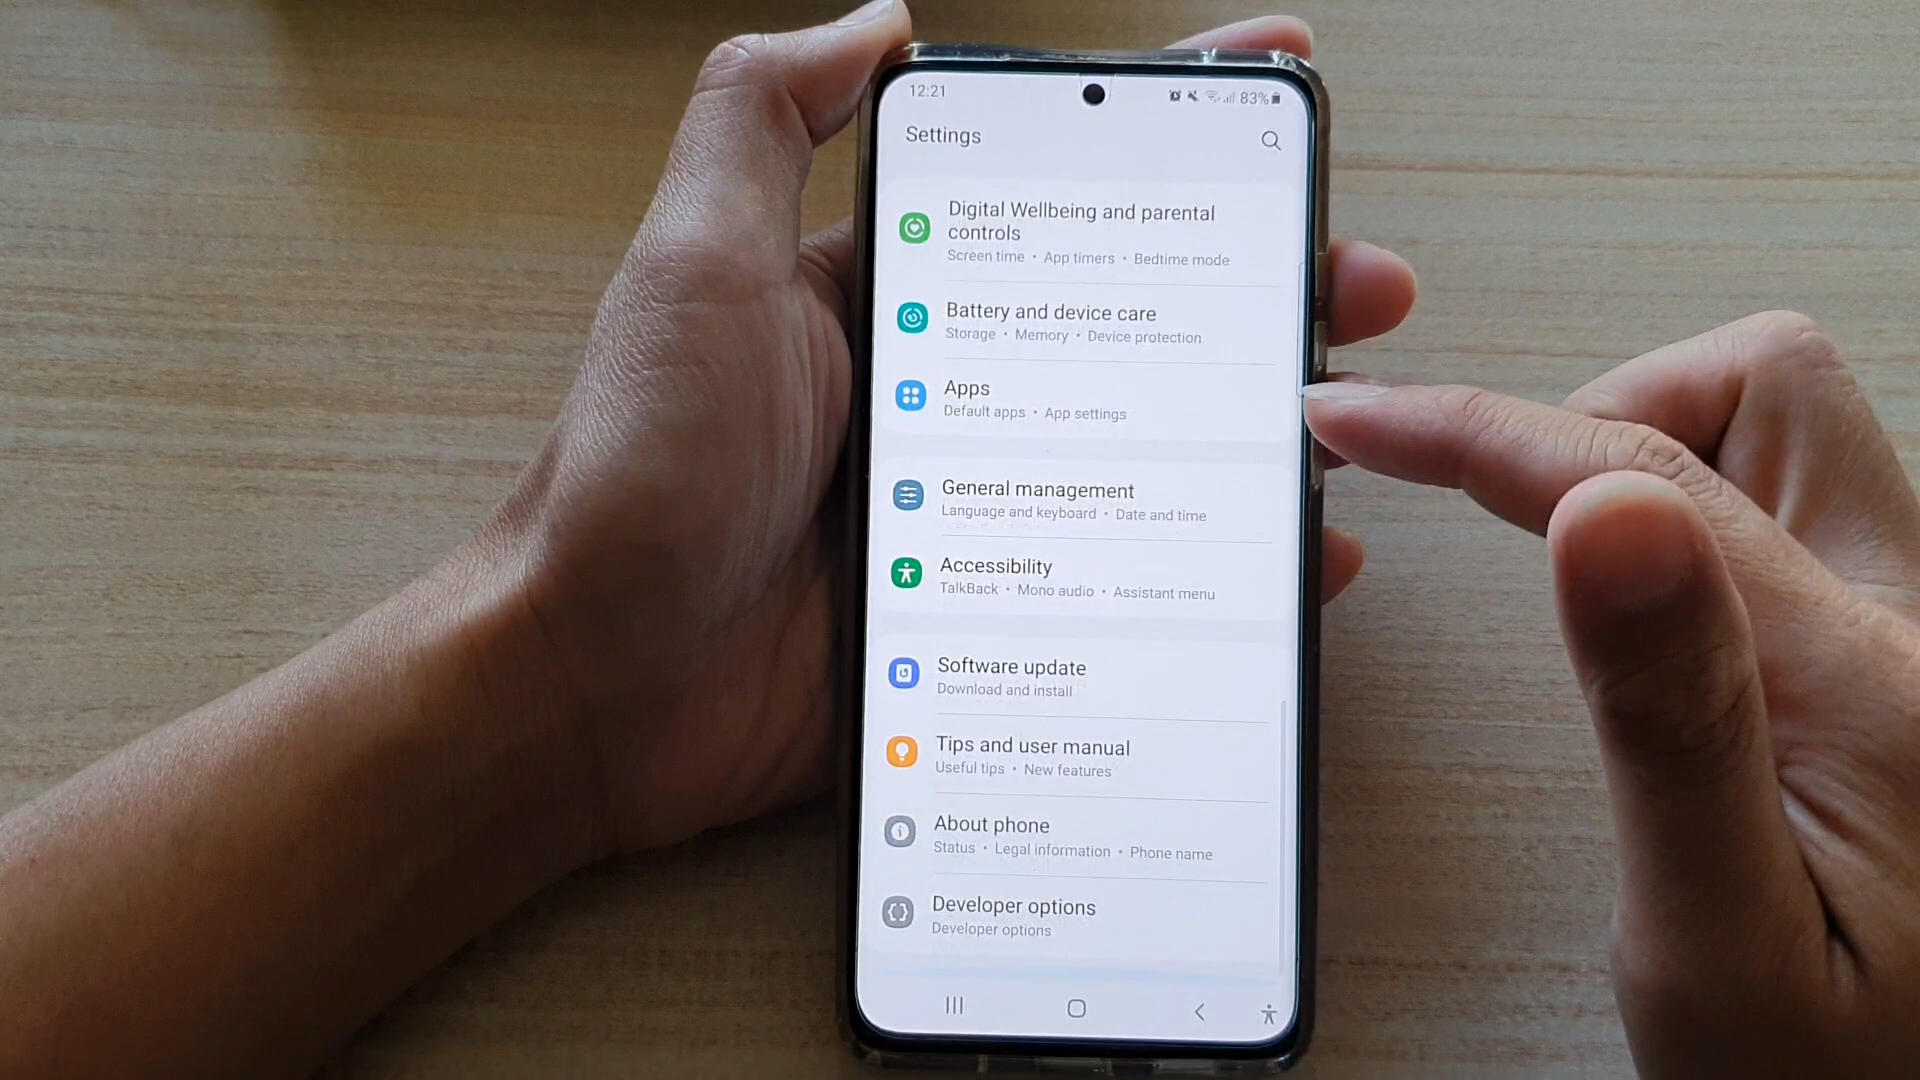 12:21 83%
Settings
Digital Wellbeing and parental
controls
Screen time • App timers • Bedtime mode
Battery and device care
Storage • Memory • Device protection
Apps
Default apps • App settings
General management
Language and keyboard • Date and time
Accessibility
TalkBack • Mono audio • Assistant menu
Software update
Download and install
Tips and user manual
Useful tips • New features
About phone
Status • Legal information • Phone name
Developer options
Developer options